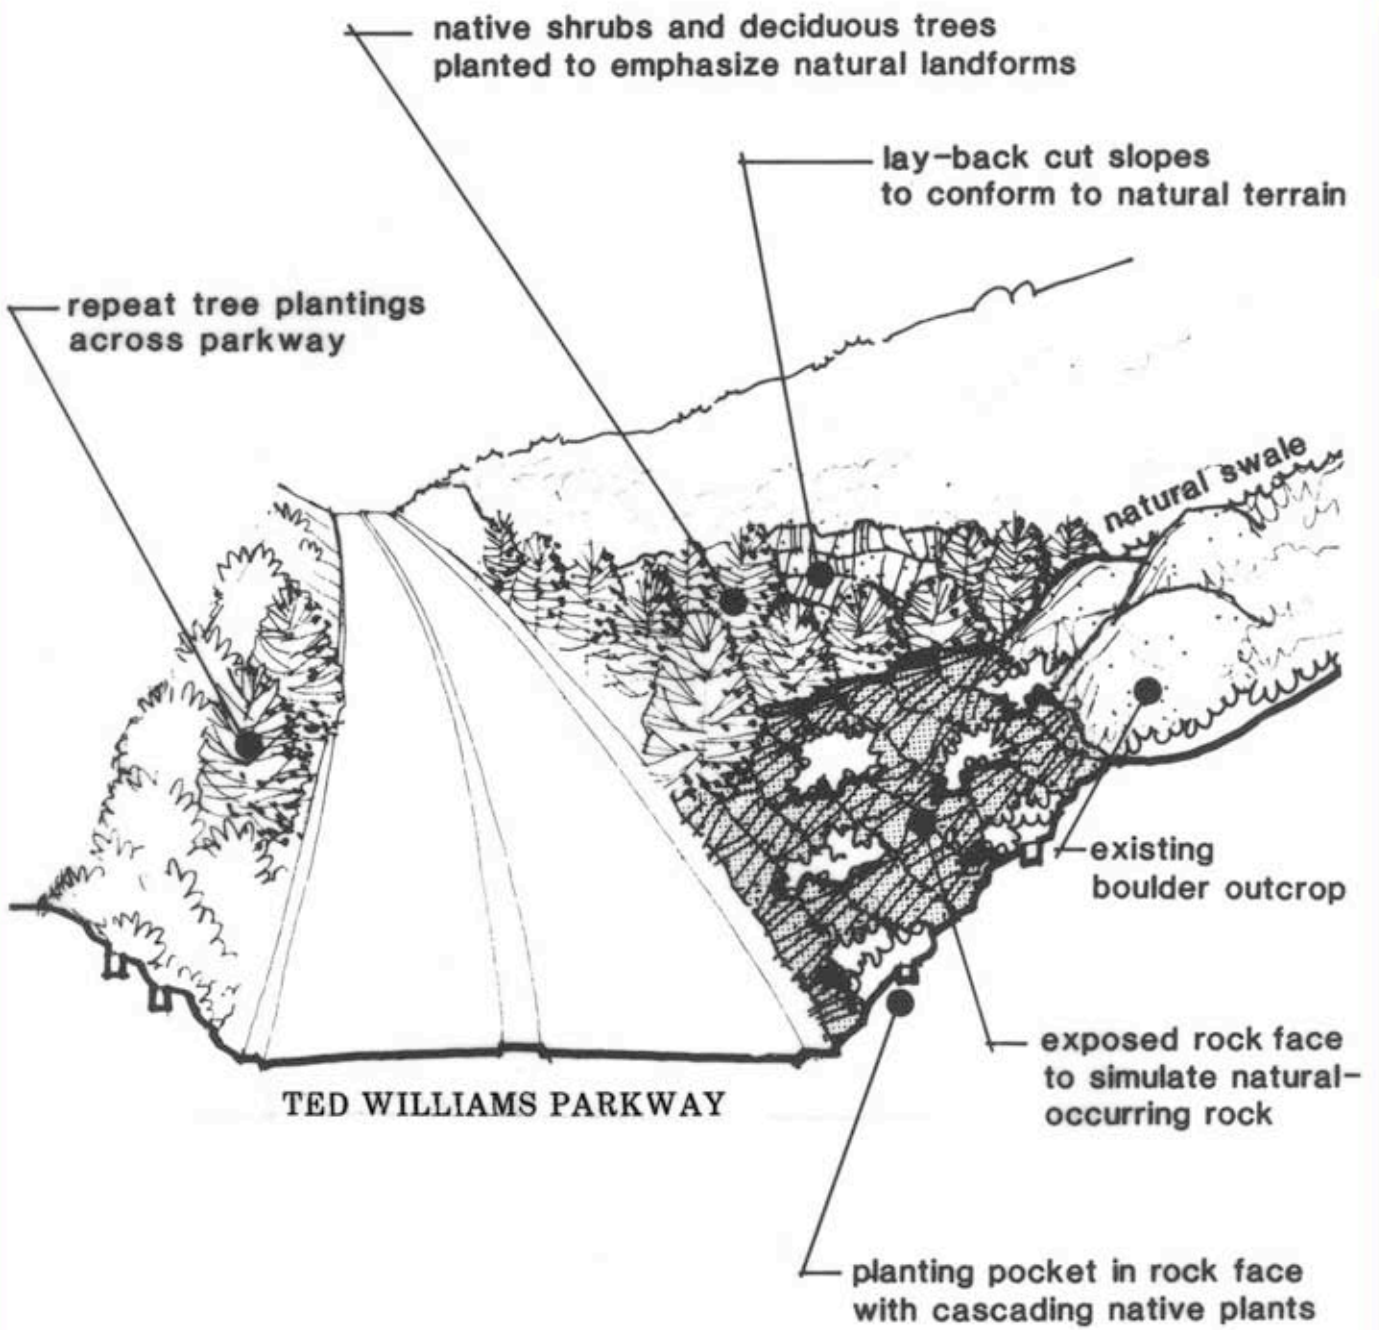 native shrubs and deciduous trees
planted to emphasize natural landforms
lay-back cut slopes
to conform to natural terrain
repeat tree plantings
across parkway
natural swale
existing
boulder outcrop
exposed rock face
to simulate natural-
occurring rock
TED WILLIAMS PARKWAY
planting pocket in rock face
with cascading native plants